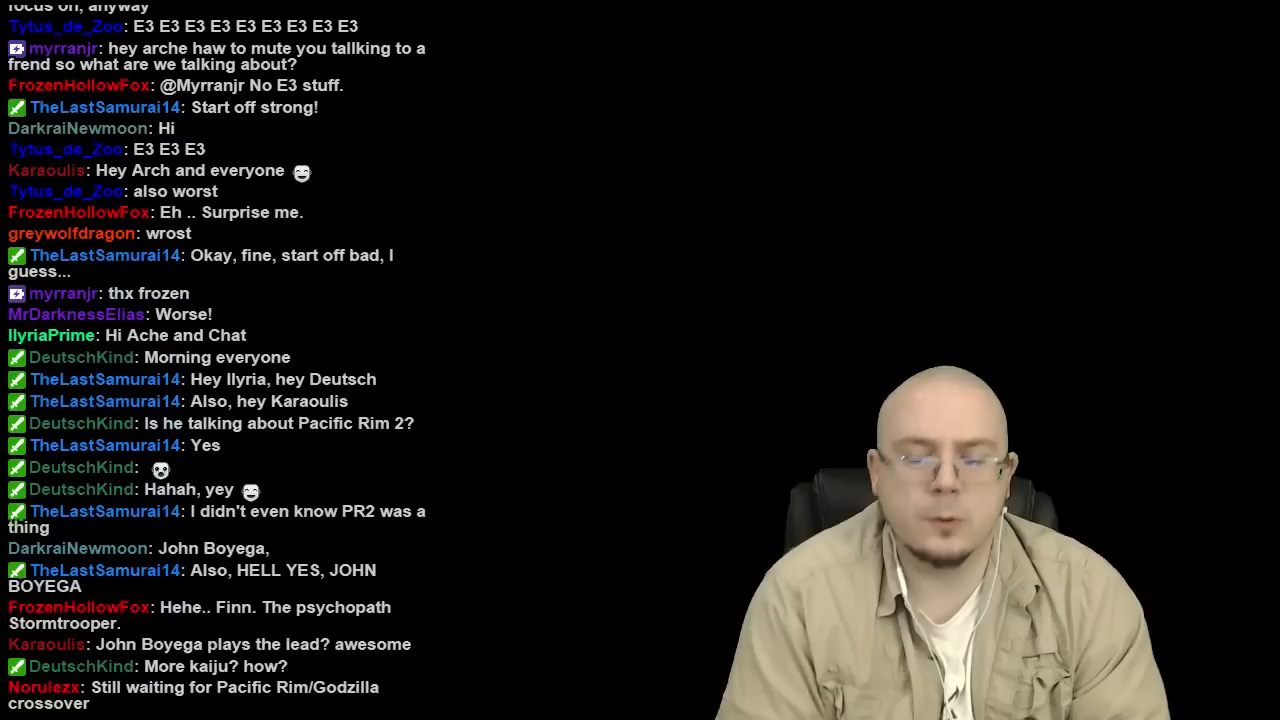 focus on, anyway
Tytus_de_Zoo: E3 E3 E3 E3 E3 E3 E3 E3 E3
myrranjr: hey arche haw to mute you tallking to a
frend so what are we talking about?
FrozenHollowFox: @Myrranjr No E3 stuff.
TheLastSamurai14: Start off strong!
DarkraiNewmoon: Hi
Tytus_de_Zoo: E3 E3 E3
Karaoulis: Hey Arch and everyone
Tytus_de_Zoo: also worst
FrozenHollowFox: Eh .. Surprise me.
greywolfdragon: wrost
TheLastSamurai14: Okay, fine, start off bad, I
guess...
myrranjr: thx frozen
MrDarknessElias: Worse!
IlyriaPrime: Hi Ache and Chat
DeutschKind: Morning everyone
TheLastSamurai14: Hey Ilyria, hey Deutsch
TheLastSamurai14: Also, hey Karaoulis
DeutschKind: Is he talking about Pacific Rim 2?
TheLastSamurai14: Yes
DeutschKind:
DeutschKind: Hahah, yey
TheLastSamurai14: I didn't even know PR2 was a
thing
DarkraiNewmoon: John Boyega,
TheLastSamurai14: Also, HELL YES, JOHN
BOYEGA
FrozenHollowFox: Hehe.. Finn. The psychopath
Stormtrooper.
Karaoulis: John Boyega plays the lead? awesome
DeutschKind: More kaiju? how?
Norulezx: Still waiting for Pacific Rim/Godzilla
crossover